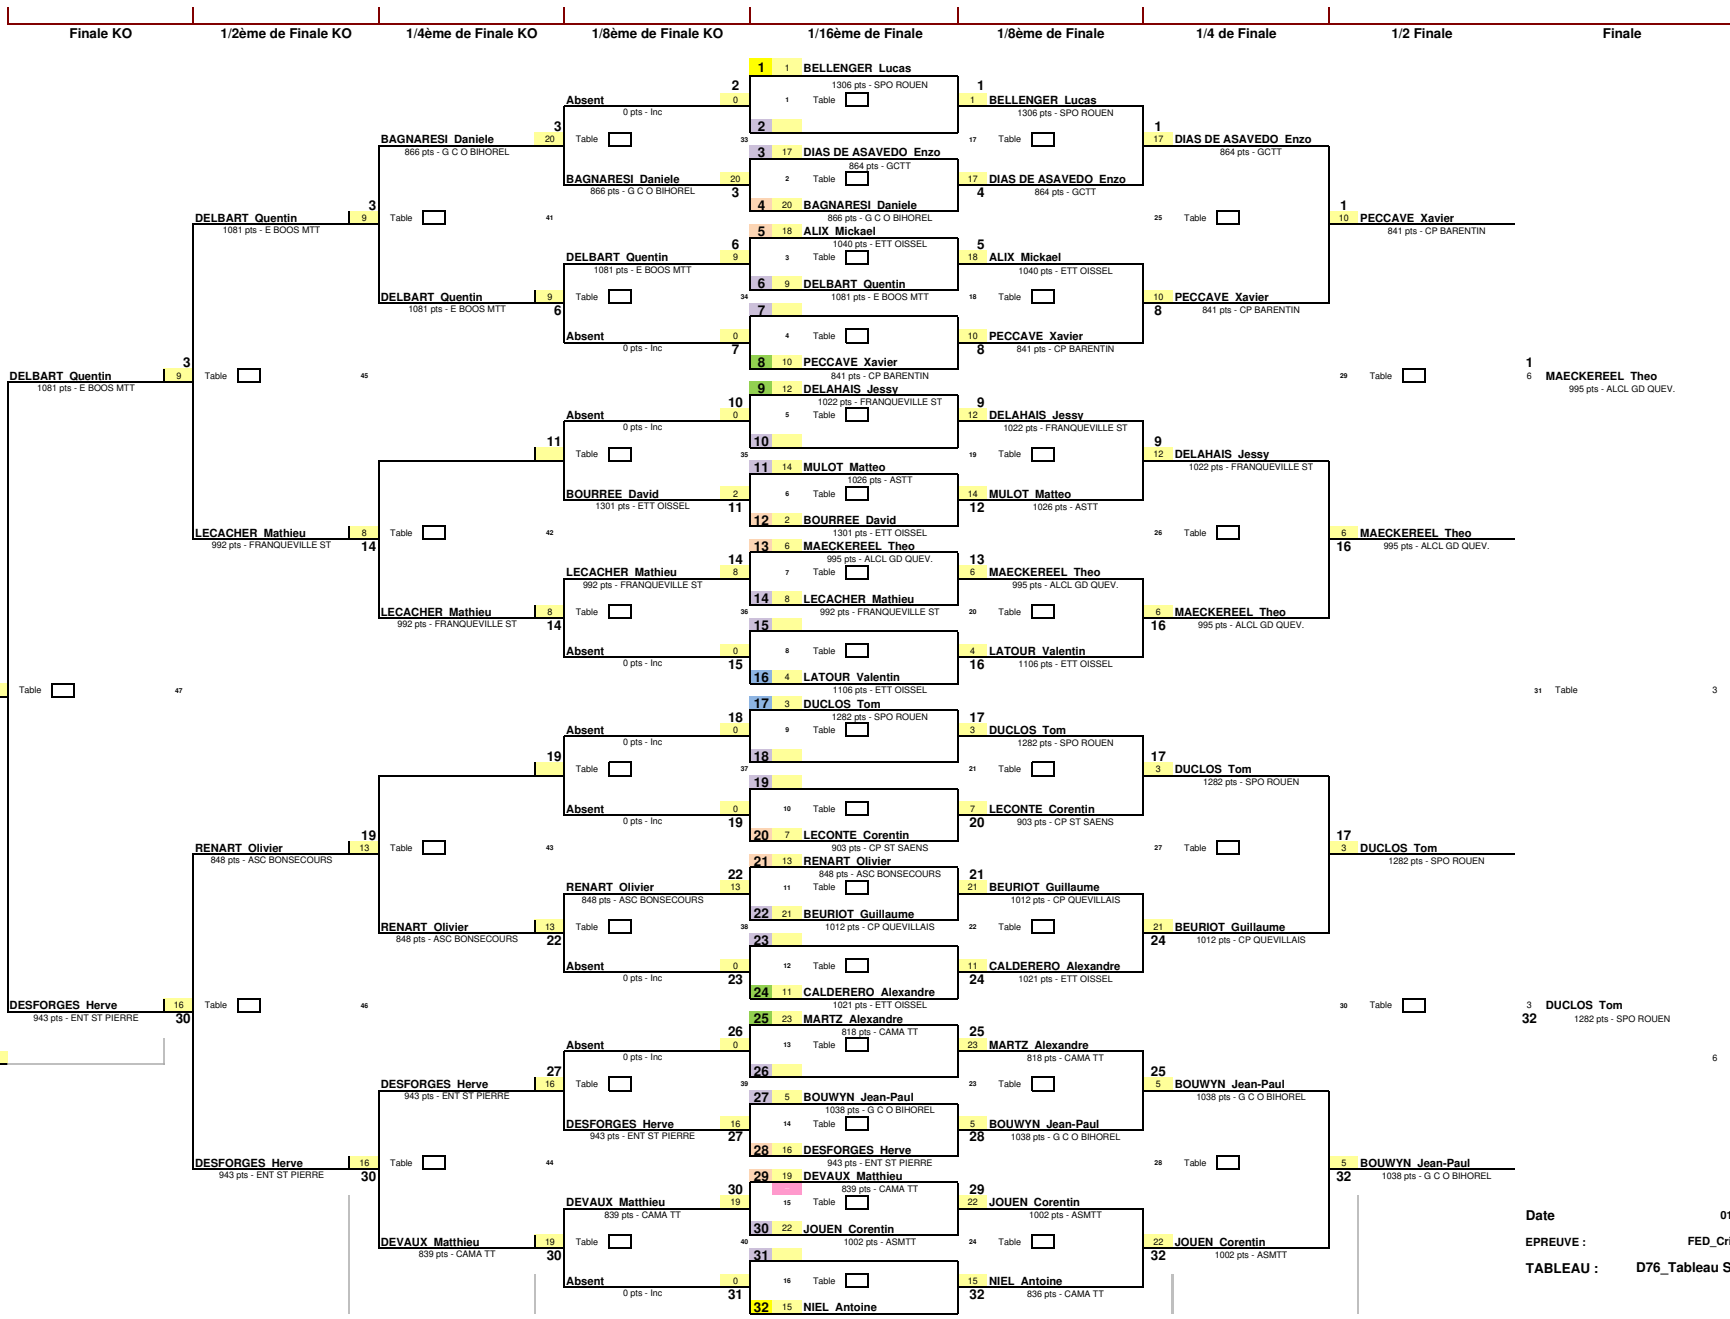 Finale KO 1/2ème de Finale KO 1/4ème de Finale KO 1/8ème de Finale KO 1/16ème de Finale 1/8ème de Finale 1/4 de Finale 1/2 Finale Finale
1 1 BELLENGER Lucas
2 1306 pts - SPO ROUEN 1
Absent 0 1 Table 1 BELLENGER Lucas
0 pts - Inc 1306 pts - SPO ROUEN
3 2 1
BAGNARESI Daniele 20 Table 33 17 Table 17 DIAS DE ASAVEDO Enzo
866 pts - G C O BIHOREL 3 17 DIAS DE ASAVEDO Enzo 864 pts - GCTT
864 pts - GCTT
BAGNARESI Daniele 20 2 Table 17 DIAS DE ASAVEDO Enzo
866 pts - G C O BIHOREL 3 4 864 pts - GCTT
3 4 20 BAGNARESI Daniele 1
DELBART Quentin 9 Table 41 866 pts - G C O BIHOREL 25 Table 10 PECCAVE Xavier
1081 pts - E BOOS MTT 5 18 ALIX Mickael 841 pts - CP BARENTIN
6 1040 pts - ETT OISSEL 5
DELBART Quentin 9 3 Table 18 ALIX Mickael
1081 pts - E BOOS MTT 1040 pts - ETT OISSEL
6 9 DELBART Quentin
DELBART Quentin 9 Table 34 1081 pts - E BOOS MTT 18 Table 10 PECCAVE Xavier
1081 pts - E BOOS MTT 6 7 8 841 pts - CP BARENTIN
Absent 0 4 Table 10 PECCAVE Xavier
0 pts - Inc 7 8 841 pts - CP BARENTIN
3 8 10 PECCAVE Xavier 1
DELBART Quentin 9 Table 45 841 pts - CP BARENTIN 29 Table 6 MAECKEREEL Theo
1081 pts - E BOOS MTT 9 12 DELAHAIS Jessy 995 pts - ALCL GD QUEV.
10 1022 pts - FRANQUEVILLE ST 9
Absent 0 5 Table 12 DELAHAIS Jessy
0 pts - Inc 1022 pts - FRANQUEVILLE ST
11 10 9
Table 35 19 Table 12 DELAHAIS Jessy
11 14 MULOT Matteo 1022 pts - FRANQUEVILLE ST
1026 pts - ASTT
BOURREE David 2 6 Table 14 MULOT Matteo
1301 pts - ETT OISSEL 11 12 1026 pts - ASTT
12 2 BOURREE David
LECACHER Mathieu 8 Table 42 1301 pts - ETT OISSEL 26 Table 6 MAECKEREEL Theo
992 pts - FRANQUEVILLE ST 14 13 6 MAECKEREEL Theo 16 995 pts - ALCL GD QUEV.
14 995 pts - ALCL GD QUEV. 13
LECACHER Mathieu 8 7 Table 6 MAECKEREEL Theo
992 pts - FRANQUEVILLE ST 995 pts - ALCL GD QUEV.
14 8 LECACHER Mathieu
LECACHER Mathieu 8 Table 36 992 pts - FRANQUEVILLE ST 20 Table 6 MAECKEREEL Theo
992 pts - FRANQUEVILLE ST 14 15 16 995 pts - ALCL GD QUEV.
Absent 0 8 Table 4 LATOUR Valentin
0 pts - Inc 15 16 1106 pts - ETT OISSEL
16 4 LATOUR Valentin
Table 47 1106 pts - ETT OISSEL 31 Table 3
17 3 DUCLOS Tom
18 1282 pts - SPO ROUEN 17
Absent 0 9 Table 3 DUCLOS Tom
0 pts - Inc 1282 pts - SPO ROUEN
19 18 17
Table 37 21 Table 3 DUCLOS Tom
19 1282 pts - SPO ROUEN
Absent 0 10 Table 7 LECONTE Corentin
0 pts - Inc 19 20 903 pts - CP ST SAENS
19 20 7 LECONTE Corentin 17
RENART Olivier 13 Table 43 903 pts - CP ST SAENS 27 Table 3 DUCLOS Tom
848 pts - ASC BONSECOURS 21 13 RENART Olivier 1282 pts - SPO ROUEN
22 848 pts - ASC BONSECOURS 21
RENART Olivier 13 11 Table 21 BEURIOT Guillaume
848 pts - ASC BONSECOURS 1012 pts - CP QUEVILLAIS
22 21 BEURIOT Guillaume
RENART Olivier 13 Table 38 1012 pts - CP QUEVILLAIS 22 Table 21 BEURIOT Guillaume
848 pts - ASC BONSECOURS 22 23 24 1012 pts - CP QUEVILLAIS
Absent 0 12 Table 11 CALDERERO Alexandre
0 pts - Inc 23 24 1021 pts - ETT OISSEL
24 11 CALDERERO Alexandre
DESFORGES Herve 16 Table 46 1021 pts - ETT OISSEL 30 Table 3 DUCLOS Tom
943 pts - ENT ST PIERRE 30 25 23 MARTZ Alexandre 32 1282 pts - SPO ROUEN
26 818 pts - CAMA TT 25
Absent 0 13 Table 23 MARTZ Alexandre
0 pts - Inc 818 pts - CAMA TT 6
27 26 25
DESFORGES Herve 16 Table 39 23 Table 5 BOUWYN Jean-Paul
943 pts - ENT ST PIERRE 27 5 BOUWYN Jean-Paul 1038 pts - G C O BIHOREL
1038 pts - G C O BIHOREL
DESFORGES Herve 16 14 Table 5 BOUWYN Jean-Paul
943 pts - ENT ST PIERRE 27 28 1038 pts - G C O BIHOREL
28 16 DESFORGES Herve
DESFORGES Herve 16 Table 44 943 pts - ENT ST PIERRE 28 Table 5 BOUWYN Jean-Paul
943 pts - ENT ST PIERRE 30 29 19 DEVAUX Matthieu 32 1038 pts - G C O BIHOREL
30 839 pts - CAMA TT 29
DEVAUX Matthieu 19 15 Table 22 JOUEN Corentin
839 pts - CAMA TT 1002 pts - ASMTT
Date 01
30 22 JOUEN Corentin
DEVAUX Matthieu 19 Table 40 1002 pts - ASMTT 24 Table 22 JOUEN Corentin EPREUVE : FED_Cri
839 pts - CAMA TT 30 31 32 1002 pts - ASMTT
TABLEAU : D76_Tableau S
Absent 0 16 Table 15 NIEL Antoine
0 pts - Inc 31 32 836 pts - CAMA TT
32 15 NIEL Antoine